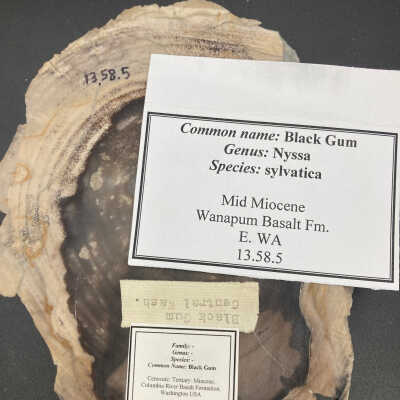 13.58.5
Common name: Black Gum
Genus: Nyssa
Species: sylvatica
Mid Miocene
Wanapum Basalt Fm.
E. WA
13.58.5
Black Gum
Central Wash.
Family: -
Genus: -
Species: -
Common Name: Black Gum
Cenozoic: Tertiary: Miocene,
Columbia River Basalt Formation,
Washington USA